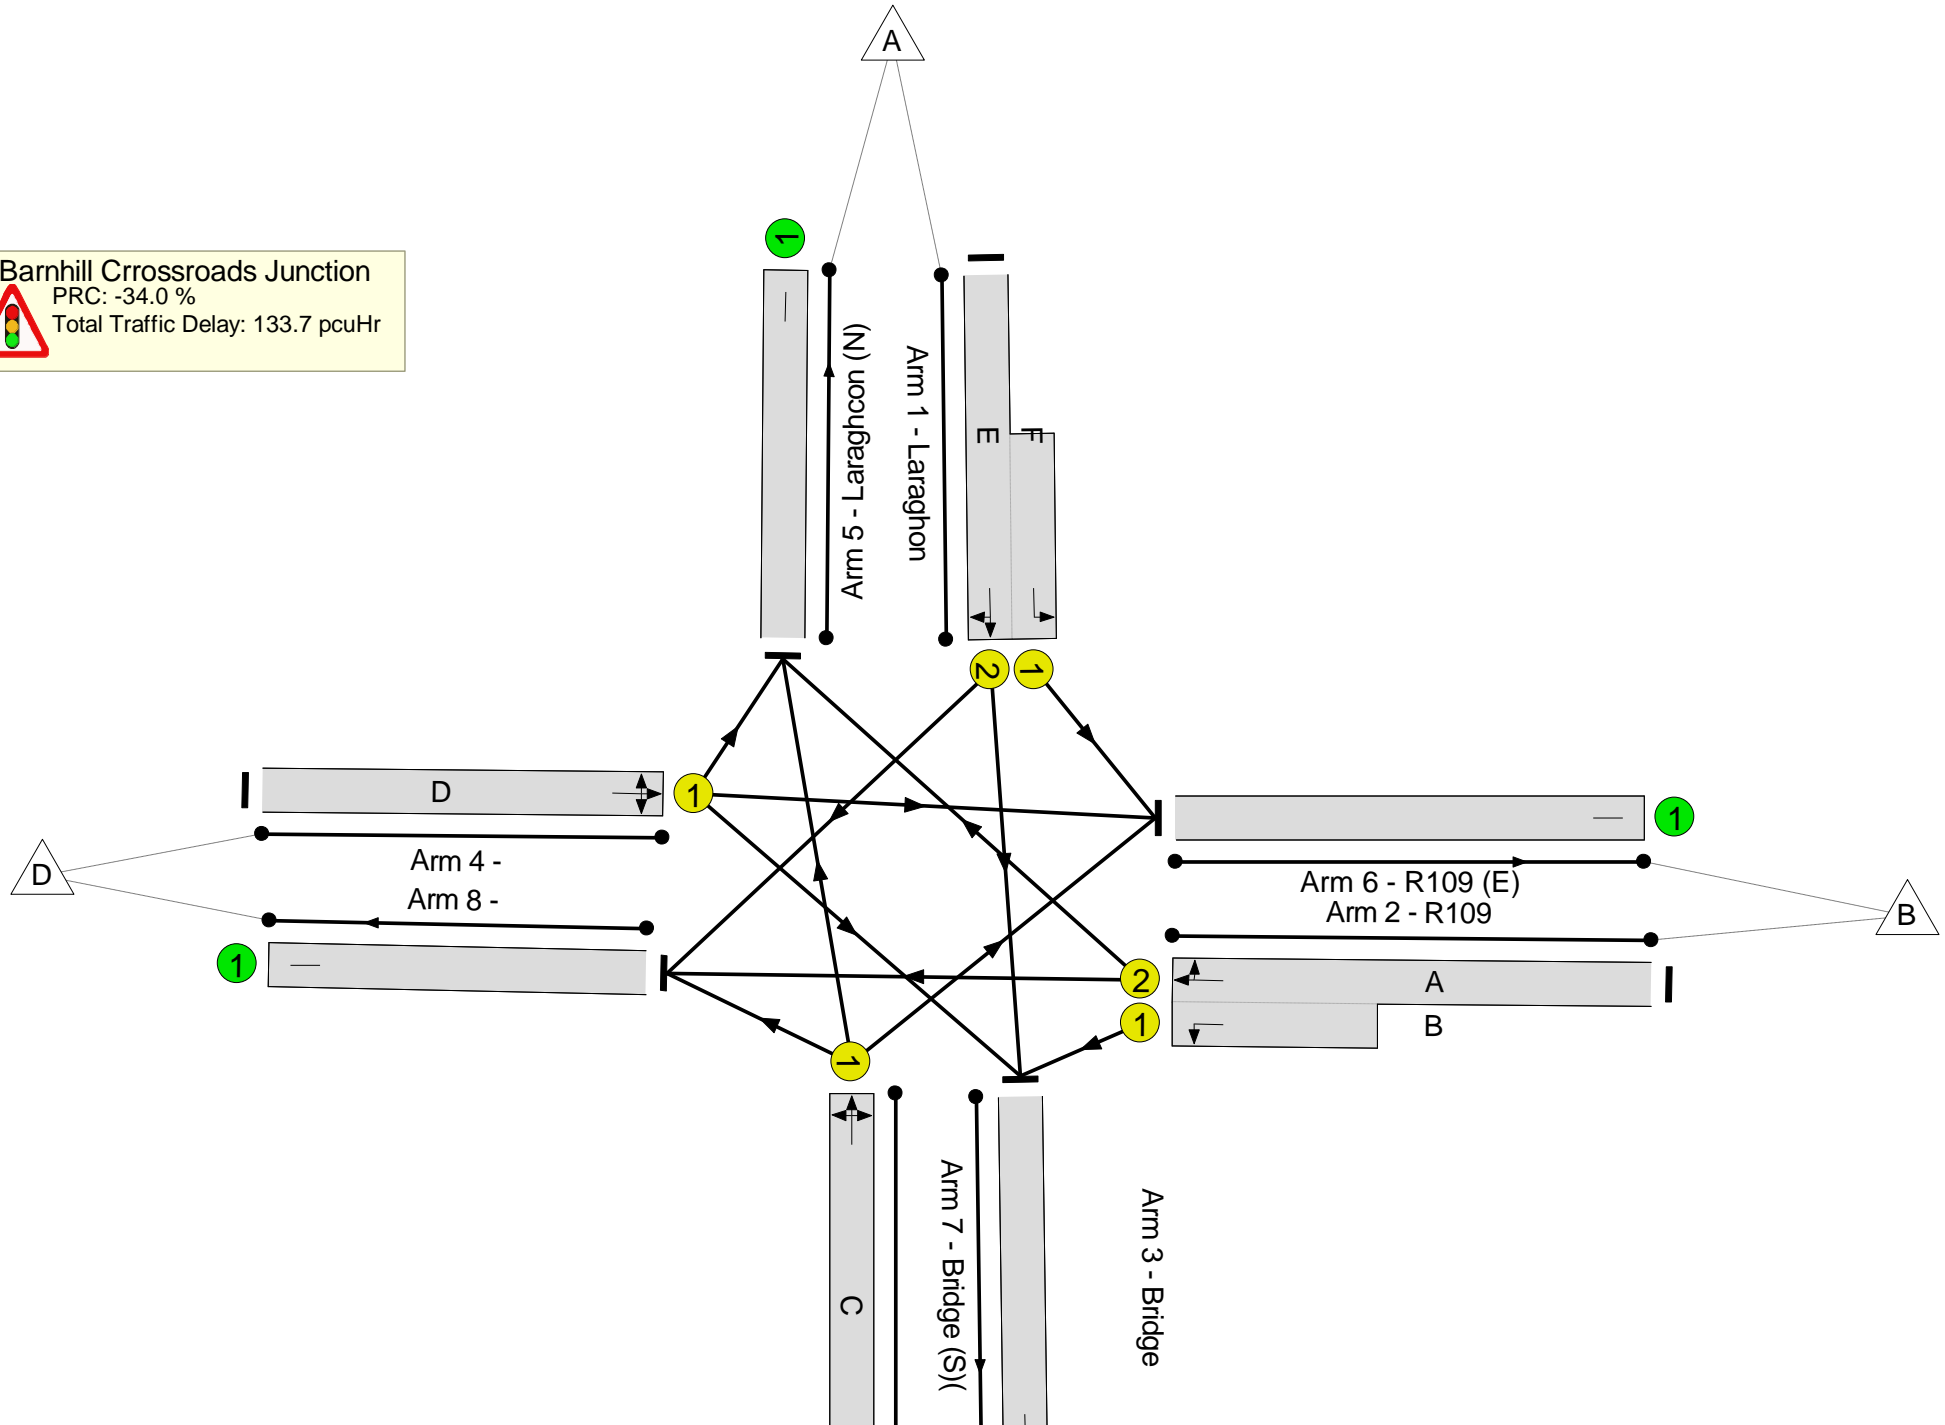 A
Barnhill Crrossroads Junction
PRC: -34.0 %
Total Traffic Delay: 133.7 pcuHr
1
Arm 5 - Laraghcon (N)
Arm 1 - Laraghon
E
F
2
1
D
1
1
D
Arm 4 -
Arm 8 -
Arm 6 - R109 (E)
Arm 2 - R109
B
1
2
A
1
B
1
C
Arm 7 - Bridge (S)(
Arm 3 - Bridge